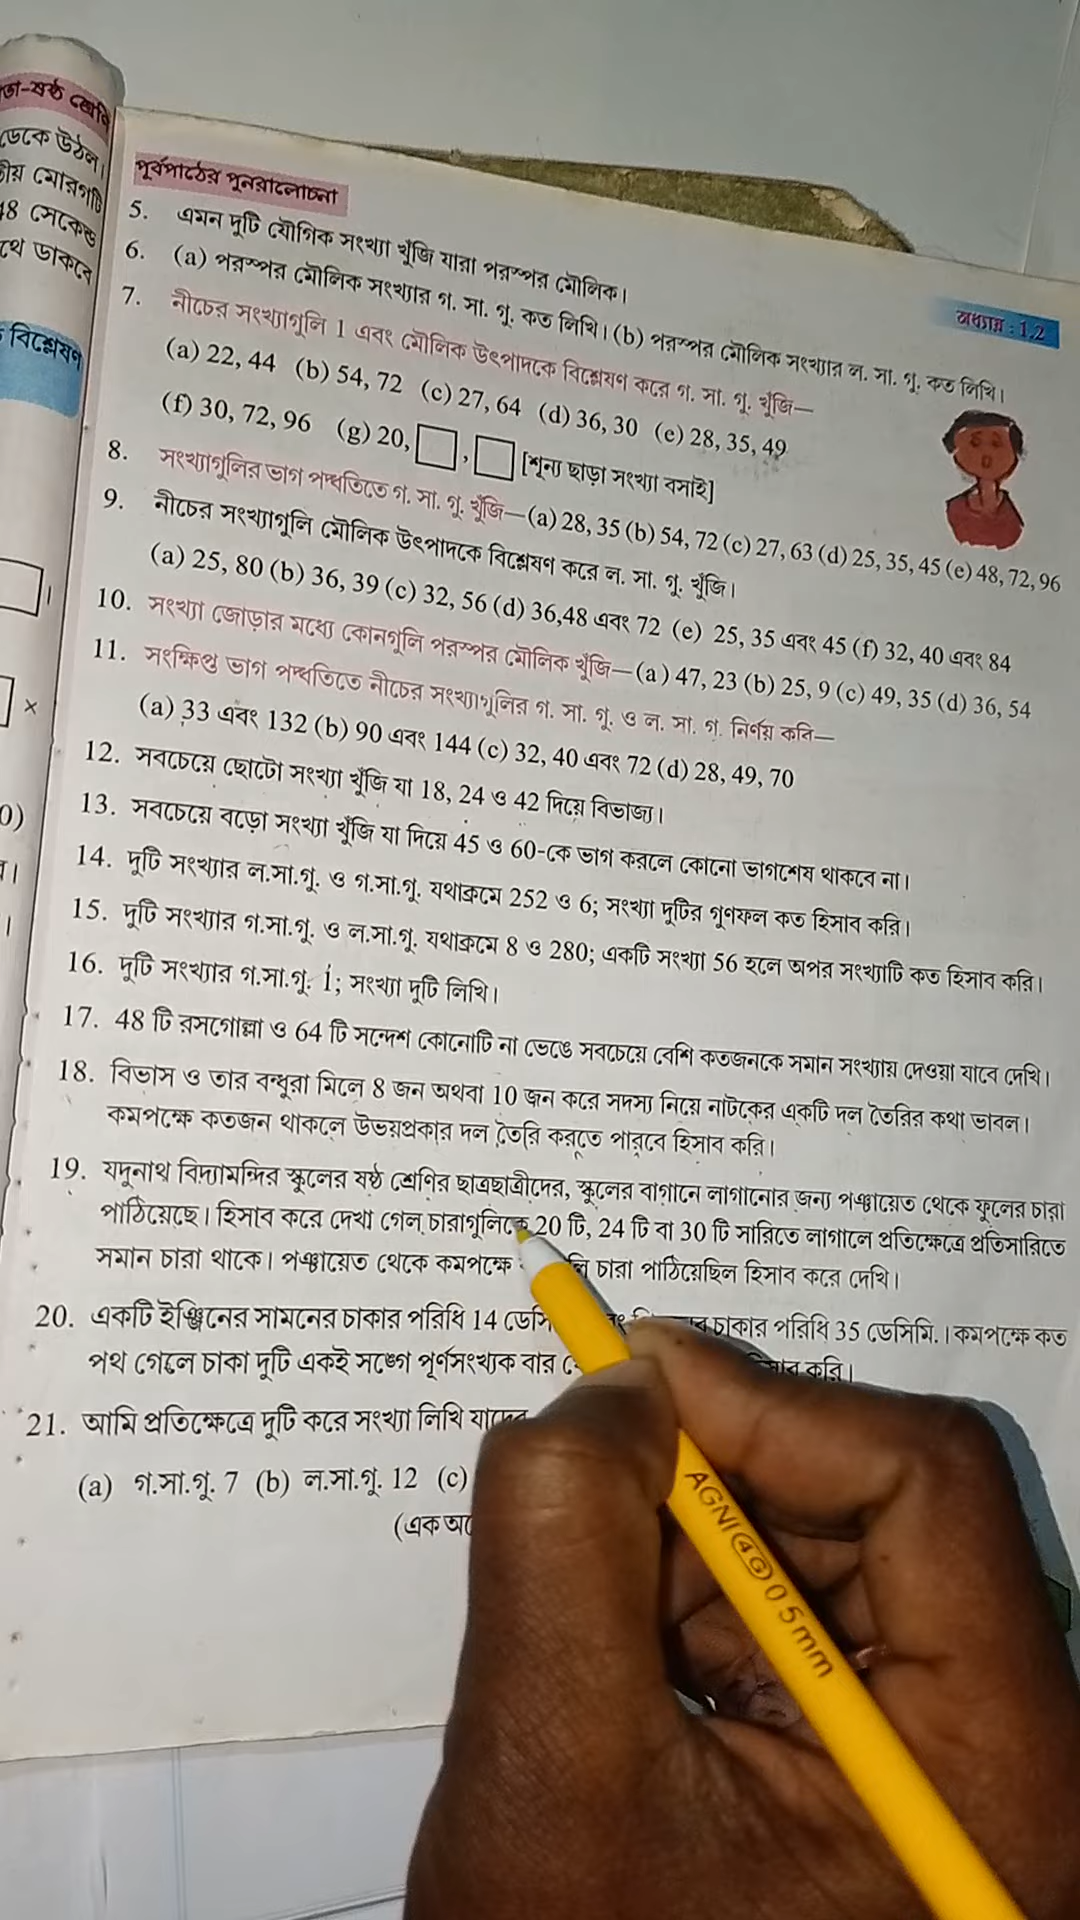 তা-ষষ্ঠ শ্রেণি
ডেকে উঠল।
মোরগটি
48 সেকেন্ড
ডাকবে
বিশ্লেষণ
পূর্বপাঠের পুনরালোচনা
অধ্যায় : 1.2
5. এমন দুটি যৌগিক সংখ্যা খুঁজি যারা পরস্পর মৌলিক।
6. (a) পরস্পর মৌলিক সংখ্যার গ. সা. গু. কত লিখি। (b) পরস্পর মৌলিক সংখ্যার ল. সা. গু. কত লিখি।
7. নীচের সংখ্যাগুলি 1 এবং মৌলিক উৎপাদকে বিশ্লেষণ করে গ. সা. গু. খুঁজি—
(a) 22, 44 (b) 54, 72 (c) 27, 64 (d) 36, 30 (e) 28, 35, 49
(f) 30, 72, 96 (g) 20, □, □ [শূন্য ছাড়া সংখ্যা বসাই]
8. সংখ্যাগুলির ভাগ পদ্ধতিতে গ. সা. গু. খুঁজি—(a) 28, 35 (b) 54, 72 (c) 27, 63 (d) 25, 35, 45 (e) 48, 72, 96
9. নীচের সংখ্যাগুলি মৌলিক উৎপাদকে বিশ্লেষণ করে ল. সা. গু. খুঁজি।
(a) 25, 80 (b) 36, 39 (c) 32, 56 (d) 36,48 এবং 72 (e) 25, 35 এবং 45 (f) 32, 40 এবং 84
10. সংখ্যা জোড়ার মধ্যে কোনগুলি পরস্পর মৌলিক খুঁজি—(a) 47, 23 (b) 25, 9 (c) 49, 35 (d) 36, 54
11. সংক্ষিপ্ত ভাগ পদ্ধতিতে নীচের সংখ্যাগুলির গ. সা. গু. ও ল. সা. গু. নির্ণয় করি—
(a) 33 এবং 132 (b) 90 এবং 144 (c) 32, 40 এবং 72 (d) 28, 49, 70
12. সবচেয়ে ছোটো সংখ্যা খুঁজি যা 18, 24 ও 42 দিয়ে বিভাজ্য।
13. সবচেয়ে বড়ো সংখ্যা খুঁজি যা দিয়ে 45 ও 60-কে ভাগ করলে কোনো ভাগশেষ থাকবে না।
14. দুটি সংখ্যার ল.সা.গু. ও গ.সা.গু. যথাক্রমে 252 ও 6; সংখ্যা দুটির গুণফল কত হিসাব করি।
15. দুটি সংখ্যার গ.সা.গু. ও ল.সা.গু. যথাক্রমে 8 ও 280; একটি সংখ্যা 56 হলে অপর সংখ্যাটি কত হিসাব করি।
16. দুটি সংখ্যার গ.সা.গু. 1; সংখ্যা দুটি লিখি।
17. 48 টি রসগোল্লা ও 64 টি সন্দেশ কোনোটি না ভেঙে সবচেয়ে বেশি কতজনকে সমান সংখ্যায় দেওয়া যাবে দেখি।
18. বিভাস ও তার বন্ধুরা মিলে 8 জন অথবা 10 জন করে সদস্য নিয়ে নাটকের একটি দল তৈরির কথা ভাবল।
কমপক্ষে কতজন থাকলে উভয়প্রকার দল তৈরি করতে পারবে হিসাব করি।
19. যদুনাথ বিদ্যামন্দির স্কুলের ষষ্ঠ শ্রেণির ছাত্রছাত্রীদের, স্কুলের বাগানে লাগানোর জন্য পঞ্চায়েত থেকে ফুলের চারা
পাঠিয়েছে। হিসাব করে দেখা গেল চারাগুলিকে 20 টি, 24 টি বা 30 টি সারিতে লাগালে প্রতিক্ষেত্রে প্রতিসারিতে
সমান চারা থাকে। পঞ্চায়েত থেকে কমপক্ষে চারা পাঠিয়েছিল হিসাব করে দেখি।
20. একটি ইঞ্জিনের সামনের চাকার পরিধি 14 ডেসি চাকার পরিধি 35 ডেসিমি.। কমপক্ষে কত
পথ গেলে চাকা দুটি একই সঙ্গে পূর্ণসংখ্যক বার করি।
21. আমি প্রতিক্ষেত্রে দুটি করে সংখ্যা লিখি যাদের
(a) গ.সা.গু. 7 (b) ল.সা.গু. 12 (c)
(এক
AGNI 4G 0.5mm